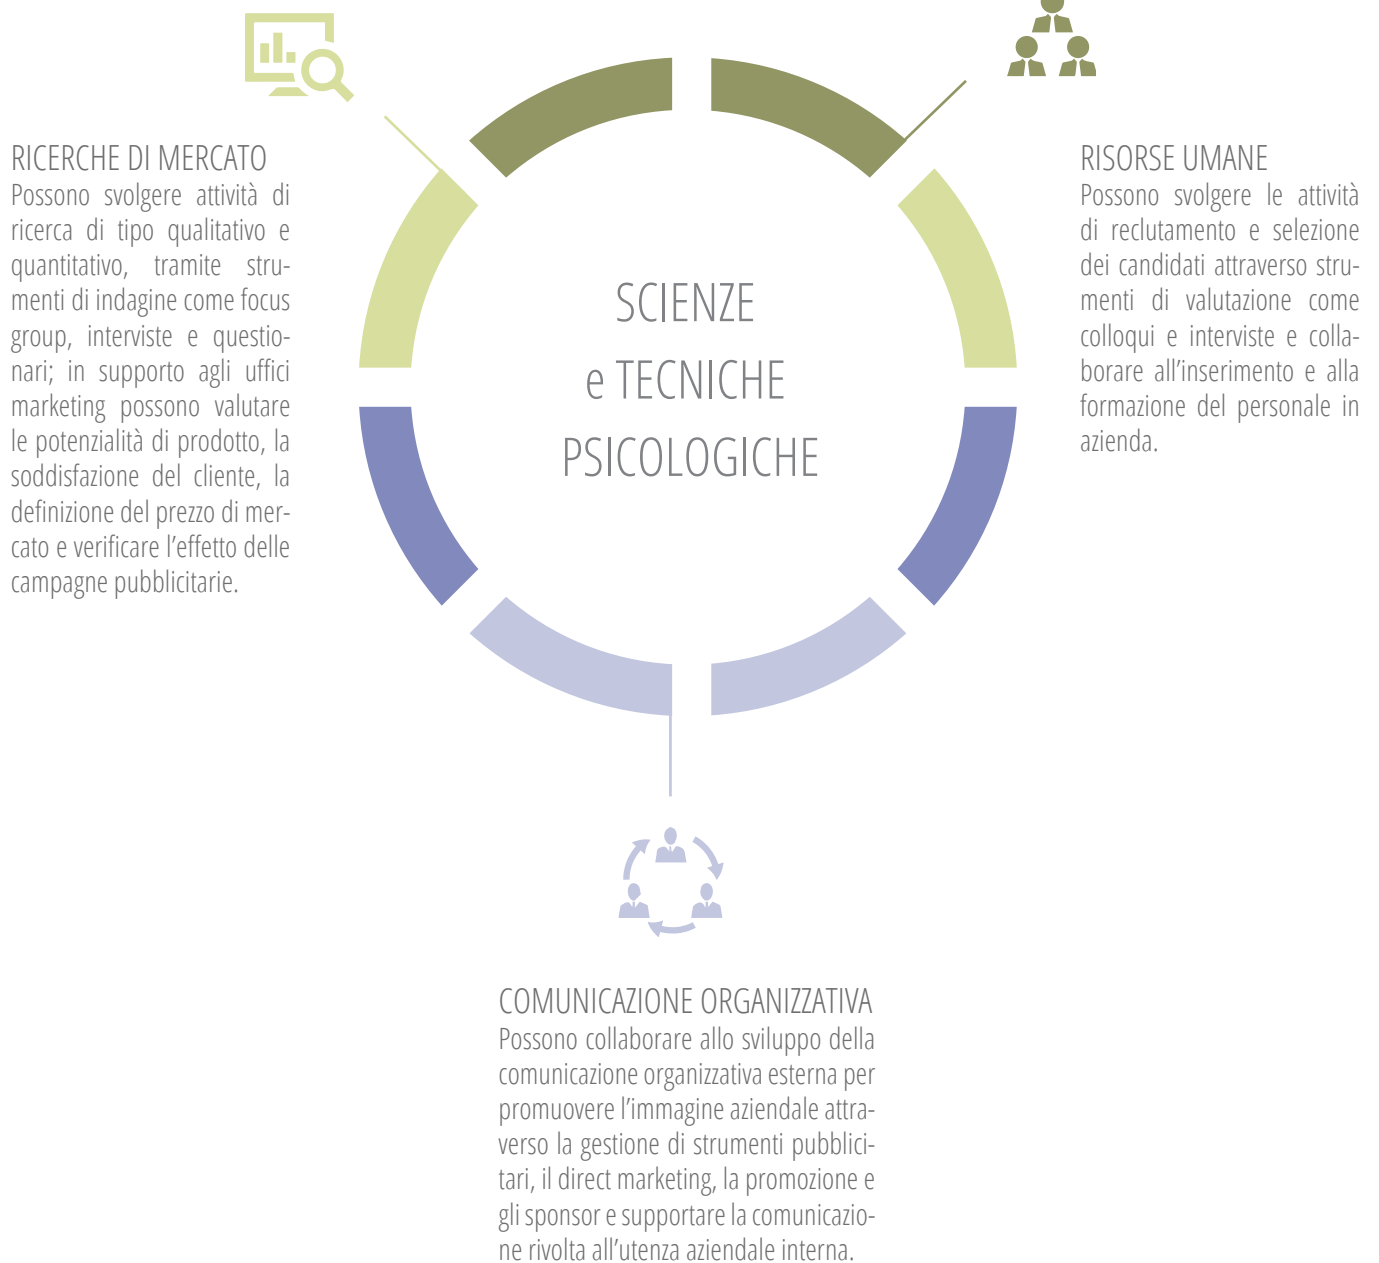 RICERCHE DI MERCATO
Possono svolgere attività di
ricerca di tipo qualitativo e
quantitativo, tramite stru-
menti di indagine come focus
group, interviste e questio-
nari; in supporto agli uffici
marketing possono valutare
le potenzialità di prodotto, la
soddisfazione del cliente, la
definizione del prezzo di mer-
cato e verificare l'effetto delle
campagne pubblicitarie.
SCIENZE
e TECNICHE
PSICOLOGICHE
RISORSE UMANE
Possono svolgere le attività
di reclutamento e selezione
dei candidati attraverso stru-
menti di valutazione come
colloqui e interviste e colla-
borare all'inserimento e alla
formazione del personale in
azienda.
COMUNICAZIONE ORGANIZZATIVA
Possono collaborare allo sviluppo della
comunicazione organizzativa esterna per
promuovere l'immagine aziendale attra-
verso la gestione di strumenti pubblici-
tari, il direct marketing, la promozione e
gli sponsor e supportare la comunicazio-
ne rivolta all'utenza aziendale interna.